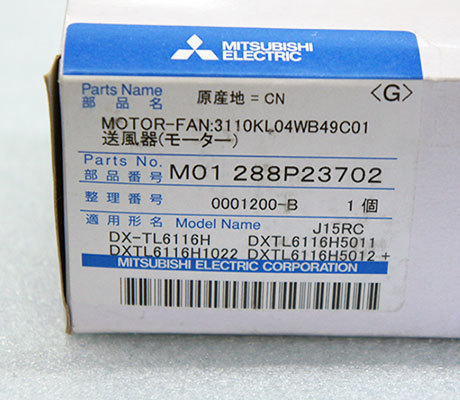 MITSUBISHI
ELECTRIC
Parts Name
部品名 原産地=CN <G>
MOTOR-FAN:3110KL04WB49C01
送風器(モーター)
Parts No.
部品番号 M01 288P23702
整理番号 0001200-B 1個
適用形名 Model Name J15RC
DX-TL6116H DXTL6116H5011
DXTL6116H1022 DXTL6116H5012 +
MITSUBISHI ELECTRIC CORPORATION